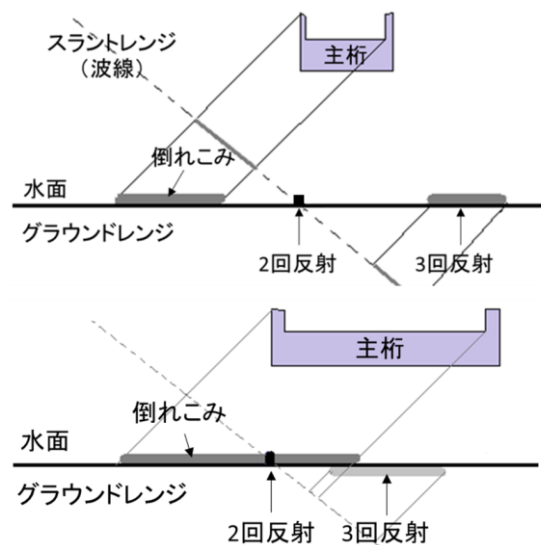 スラントレンジ
(波線)
主桁
倒れこみ
水面
グラウンドレンジ
2回反射
3回反射
主桁
倒れこみ
水面
グラウンドレンジ
2回反射
3回反射